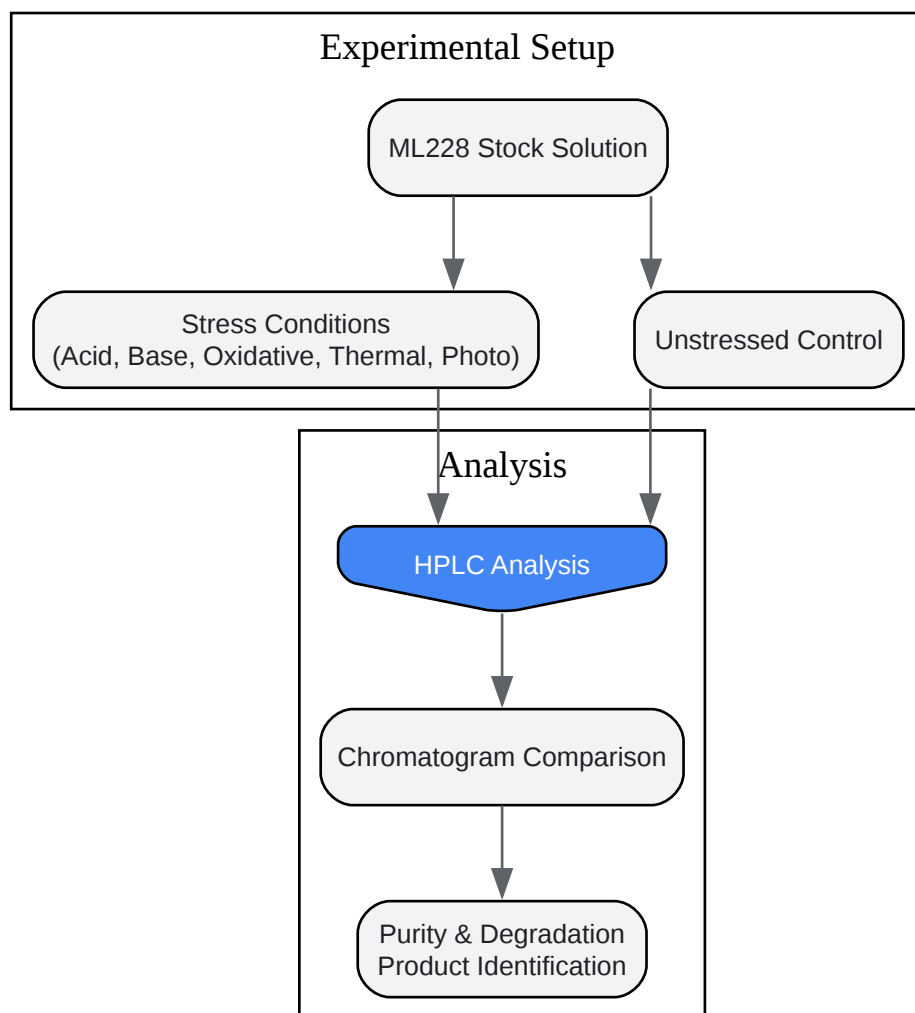 Experimental Setup
ML228 Stock Solution
Stress Conditions
(Acid, Base, Oxidative, Thermal, Photo)
Unstressed Control
Analysis
HPLC Analysis
Chromatogram Comparison
Purity & Degradation
Product Identification